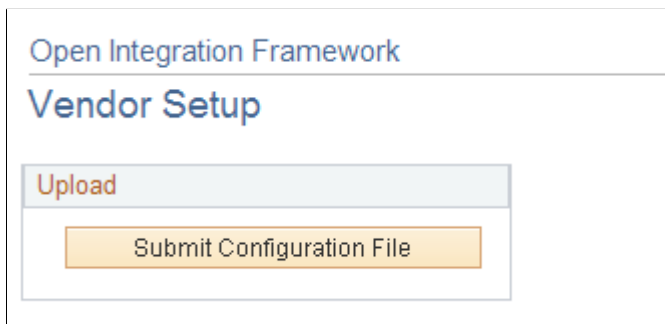 Open Integration Framework
Vendor Setup
Upload
Submit Configuration File